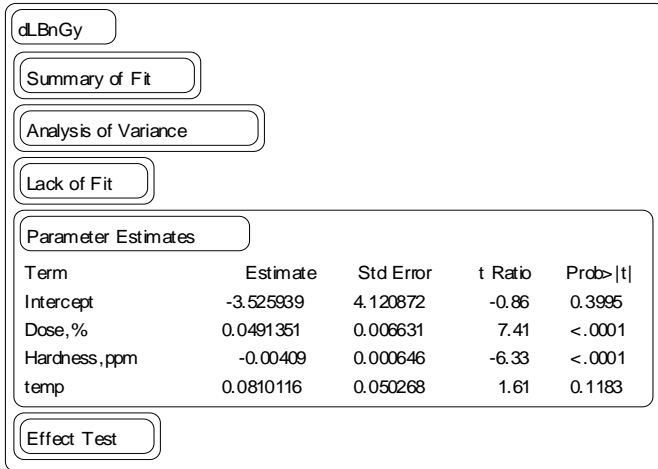 dLBnGy
Summary of Fit
Analysis of Variance
Lack of Fit
Parameter Estimates
Term Estimate Std Error t Ratio Prob>|t|
Intercept -3.525939 4.120872 -0.86 0.3995
Dose,% 0.0491351 0.006631 7.41 <.0001
Hardness,ppm -0.00409 0.000646 -6.33 <.0001
temp 0.0810116 0.050268 1.61 0.1183
Effect Test